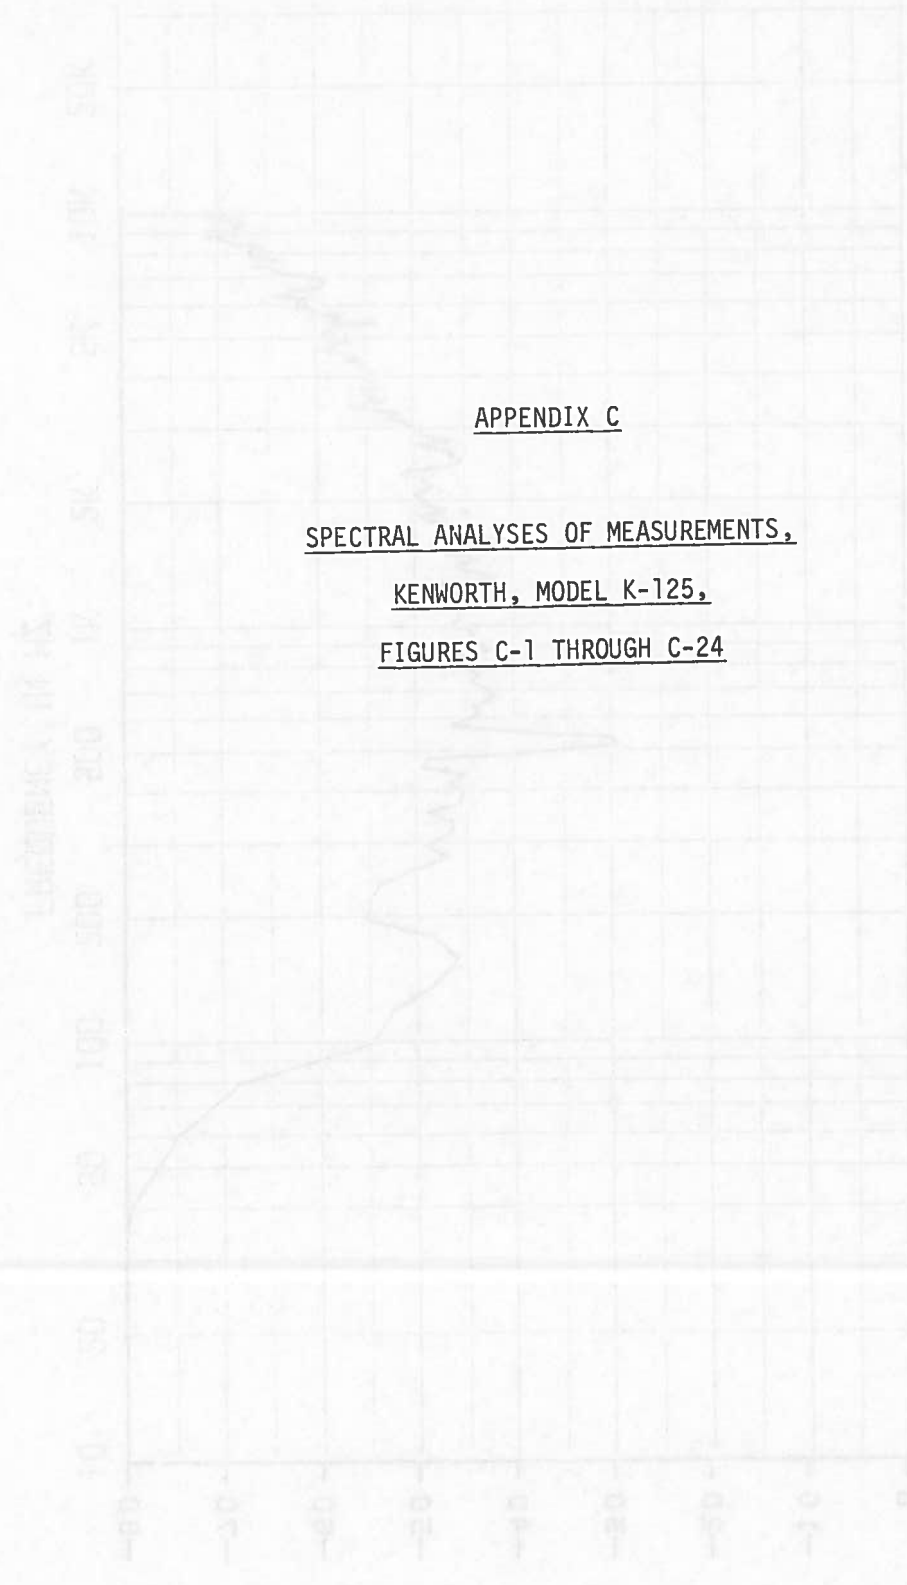 APPENDIX C
SPECTRAL ANALYSES OF MEASUREMENTS,
KENWORTH, MODEL K-125,
FIGURES C-1 THROUGH C-24